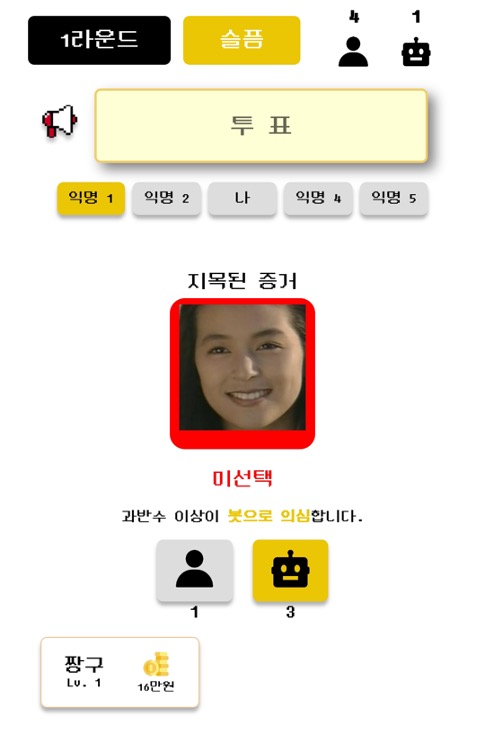 1라운드 슬픔 4 1
투 표
익명 1 익명 2 나 익명 4 익명 5
지목된 증거
미선택
과반수 이상이 봇으로 의심합니다.
1 3
짱구
Lv. 1 16만원